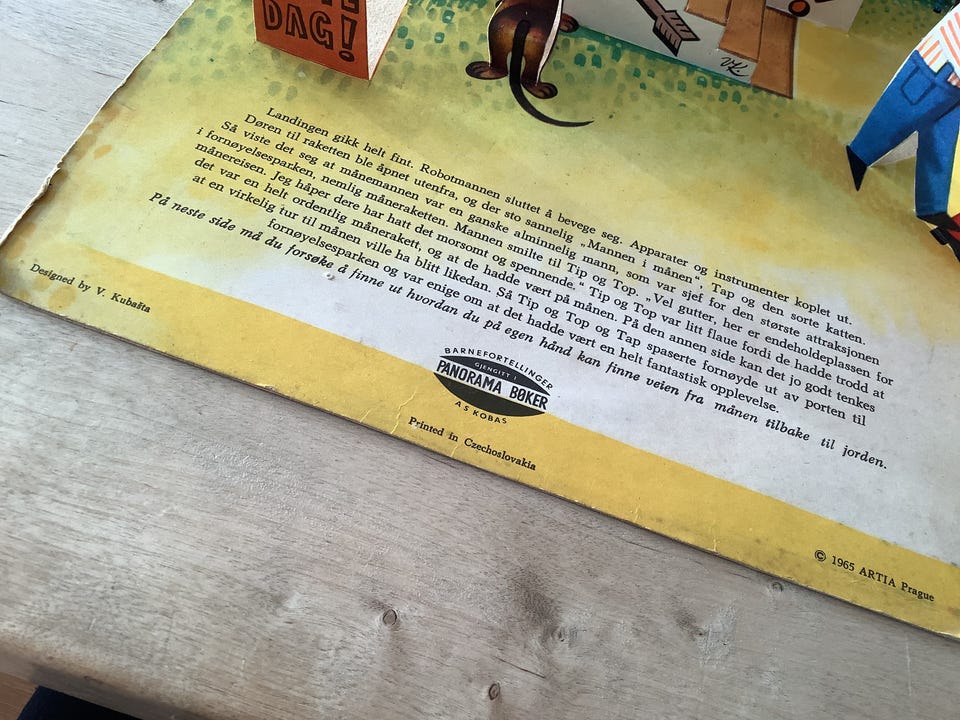 DAG!
VK
Landingen gikk helt fint. Robotmannen sluttet å bevege seg. Apparater og instrumenter koplet ut.
Døren til raketten ble åpnet utenfra, og der sto sannelig „Mannen i månen“, Tap og den sorte katten.
Så viste det seg at månemannen var en ganske alminnelig mann, som var sjef for den største attraksjonen
i fornøyelsesparken, nemlig måneraketten. Mannen smilte til Tip og Top. „Vel gutter, her er endeholdeplassen for
månereisen. Jeg håper dere har hatt det morsomt og spennende.“ Tip og Top var litt flaue fordi de hadde trodd at
det var en helt ordentlig månerakett, og at de hadde vært på månen. På den annen side kan det jo godt tenkes
at en virkelig tur til månen ville ha blitt likedan. Så Tip og Top og Tap spaserte fornøyde ut av porten til
fornøyelsesparken og var enige om at det hadde vært en helt fantastisk opplevelse.
På neste side må du forsøke å finne ut hvordan du på egen hånd kan finne veien fra månen tilbake til jorden.
Designed by V. Kubašta
BARNEFORTELLINGER
GJENGITT I
PANORAMA BØKER
A S KOBAS
Printed in Czechoslovakia
© 1965 ARTIA Prague